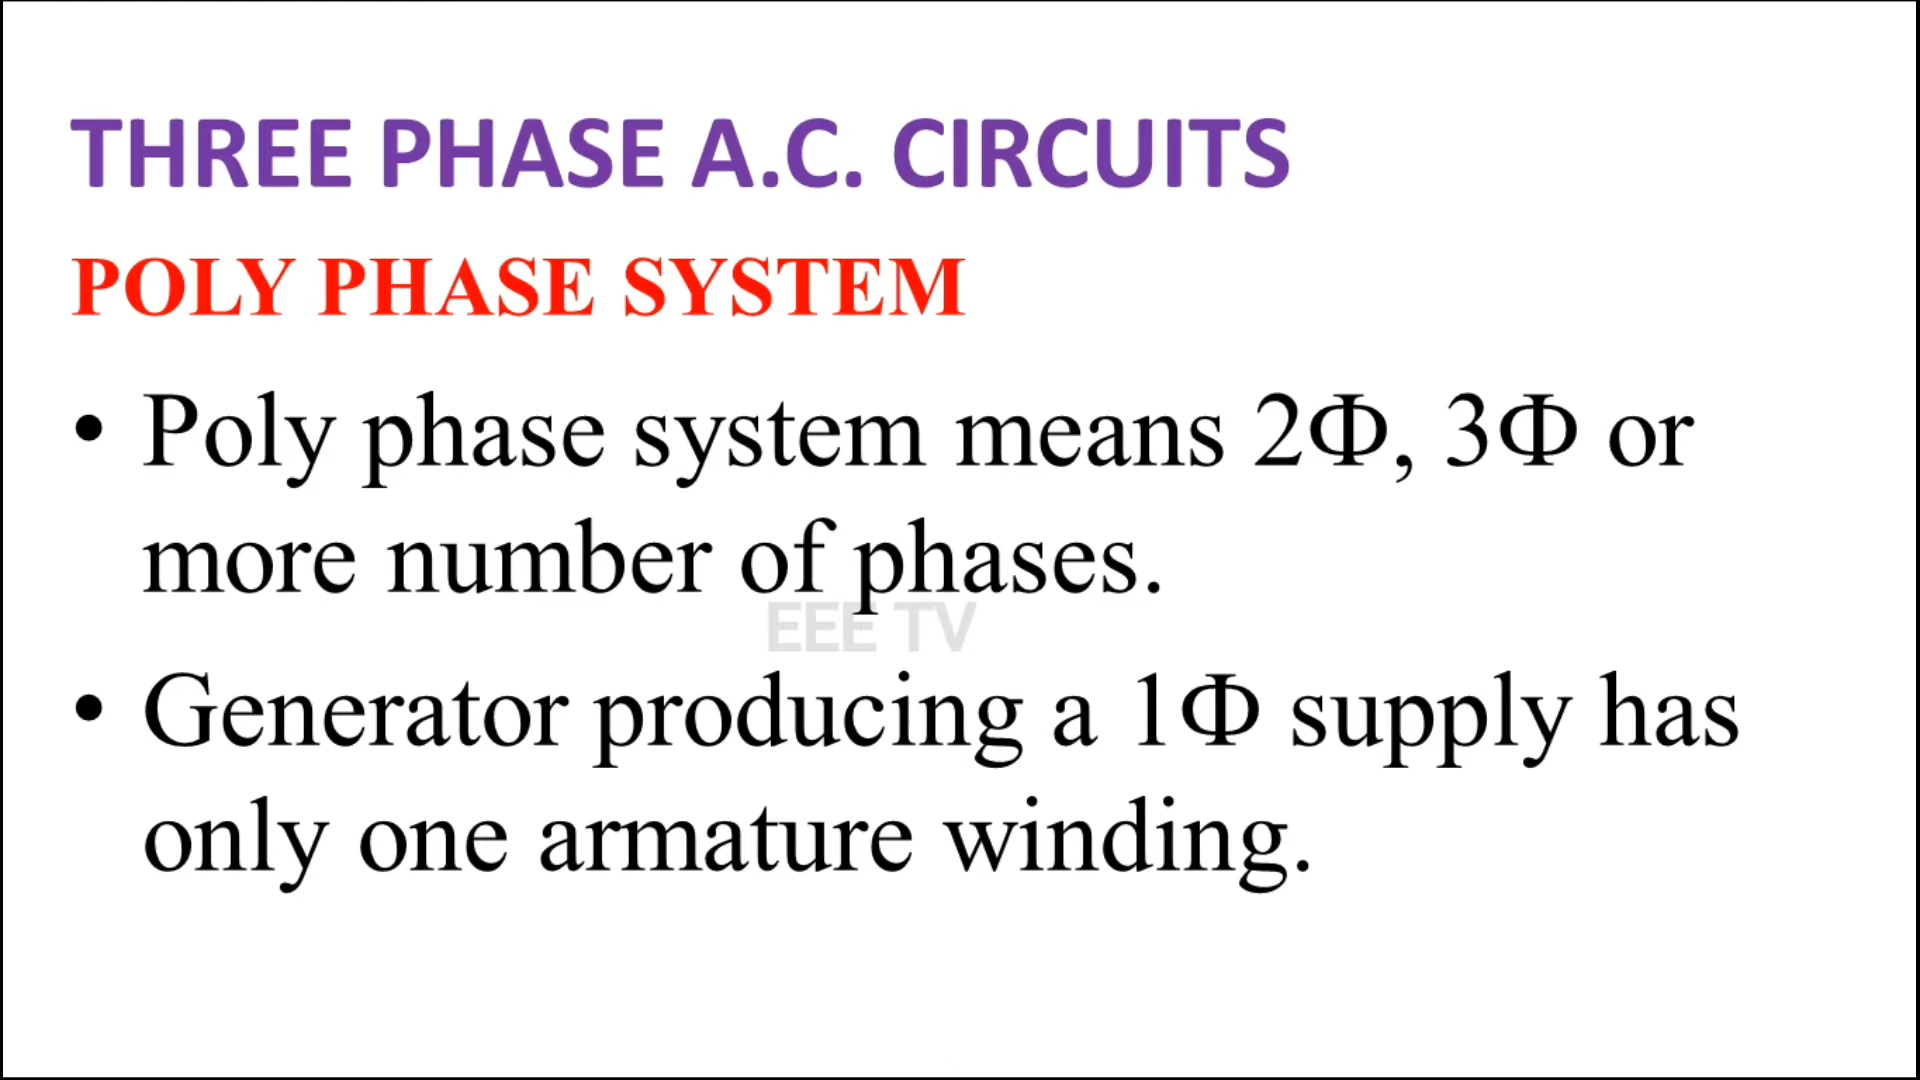 THREE PHASE A.C. CIRCUITS
POLY PHASE SYSTEM
• Poly phase system means 2Φ, 3Φ or
more number of phases.
EEE TV
• Generator producing a 1Φ supply has
only one armature winding.